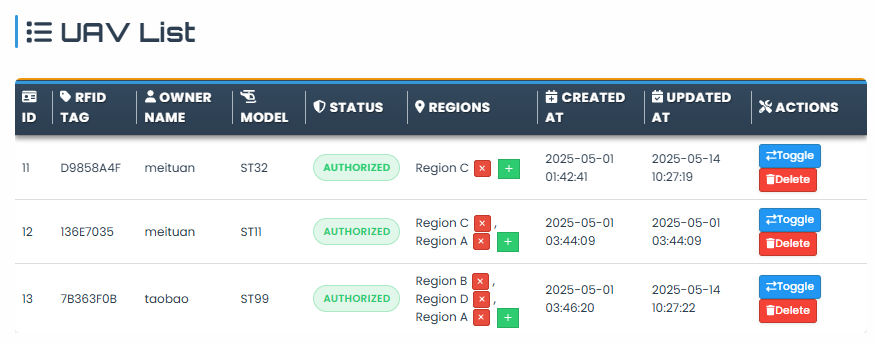 UAV List
ID RFID TAG OWNER NAME MODEL STATUS REGIONS CREATED AT UPDATED AT ACTIONS
11 D9858A4F meituan ST32 AUTHORIZED Region C × + 2025-05-01 01:42:41 2025-05-14 10:27:19 Toggle Delete
12 136E7035 meituan ST11 AUTHORIZED Region C × , Region A × + 2025-05-01 03:44:09 2025-05-01 03:44:09 Toggle Delete
13 7B363F0B taobao ST99 AUTHORIZED Region B × , Region D × , Region A × + 2025-05-01 03:46:20 2025-05-14 10:27:22 Toggle Delete